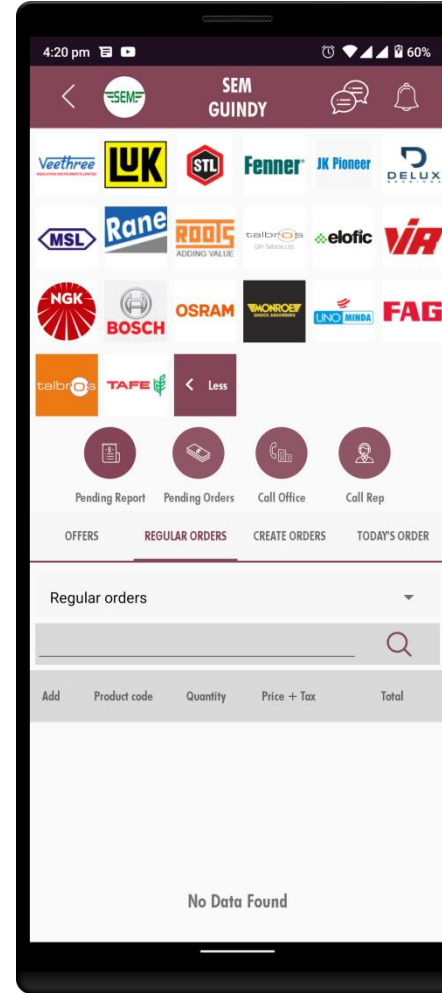 4:20 pm
60%
SEM
SEM
GUINDY
Veethree
LUK
STL
Fenner
JK Pioneer
DELUX
MSL
Rane
ROOTS
ADDING VALUE
talbros
elofic
VIR
NGK
BOSCH
OSRAM
MONROE
SHOCK ABSORBERS
UNO MINDA
FAG
talbros
TAFE
Less
Pending Report Pending Orders Call Office Call Rep
OFFERS REGULAR ORDERS CREATE ORDERS TODAY'S ORDER
Regular orders
Add Product code Quantity Price + Tax Total
No Data Found